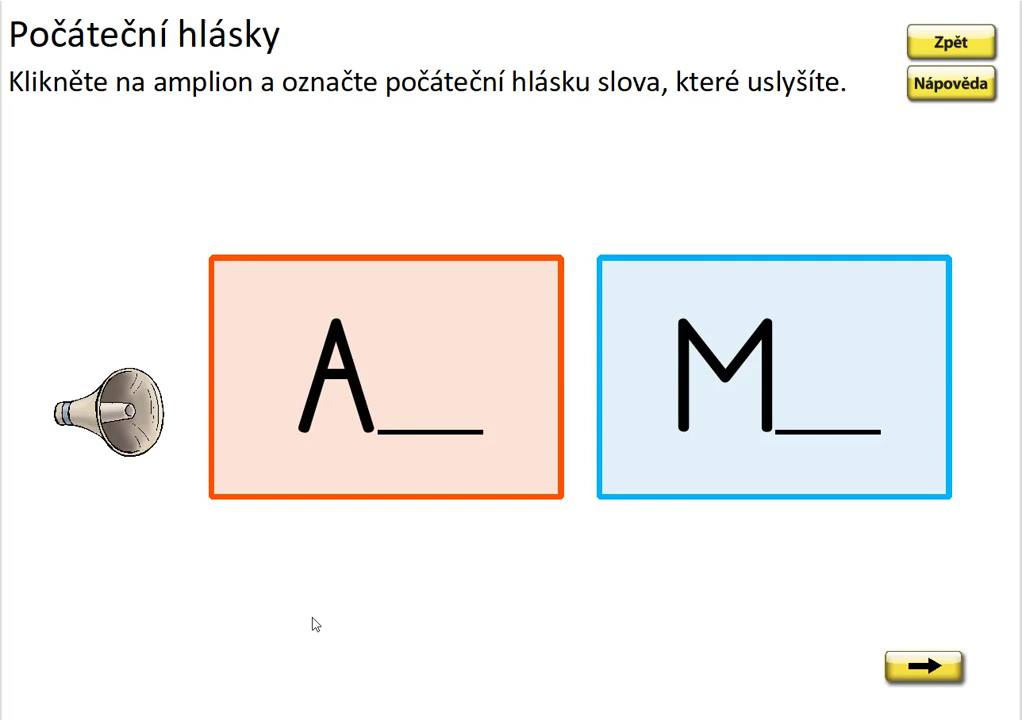 Počáteční hlásky
Zpět
Klikněte na amplion a označte počáteční hlásku slova, které uslyšíte.
Nápověda
A__
M__